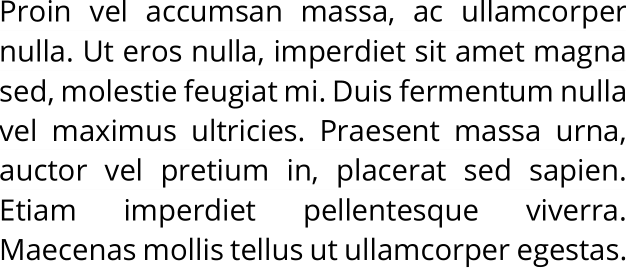 Proin vel accumsan massa, ac ullamcorper
nulla. Ut eros nulla, imperdiet sit amet magna
sed, molestie feugiat mi. Duis fermentum nulla
vel maximus ultricies. Praesent massa urna,
auctor vel pretium in, placerat sed sapien.
Etiam imperdiet pellentesque viverra.
Maecenas mollis tellus ut ullamcorper egestas.